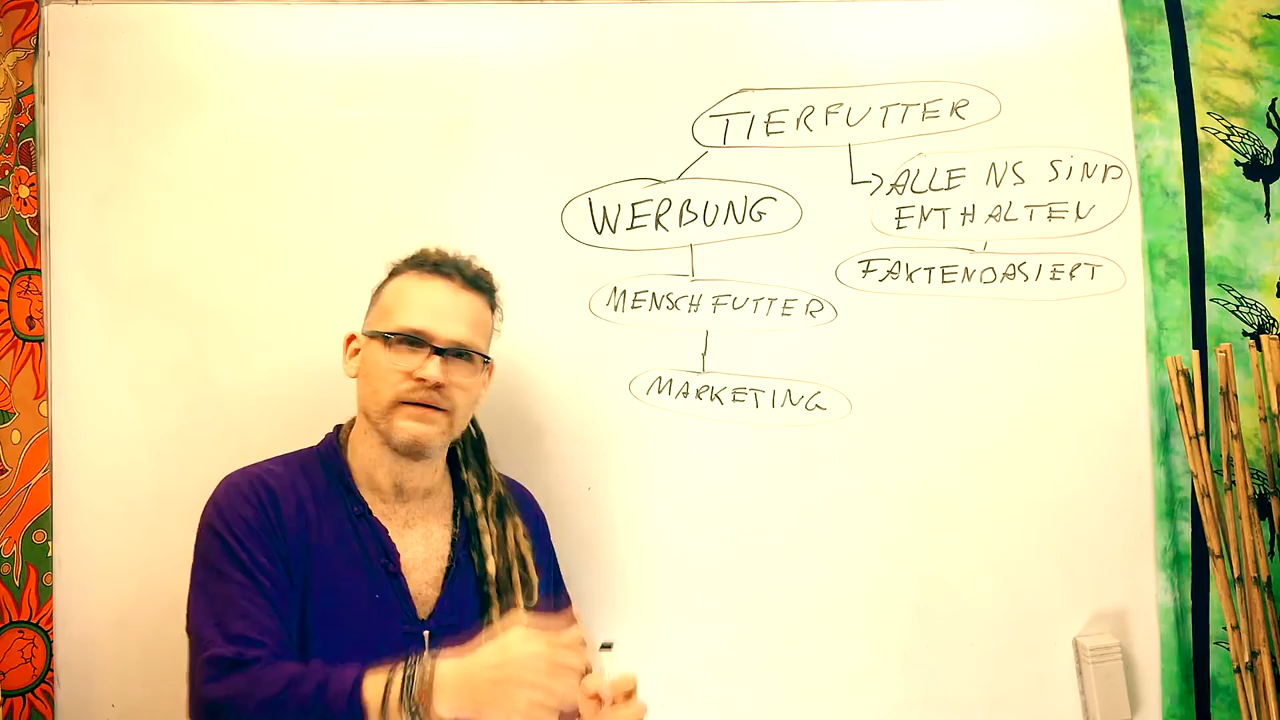 TIERFUTTER
WERBUNG
MENSCHFUTTER
MARKETING
ALLE NS SIND
ENTHALTEN
FAKTENBASIERT